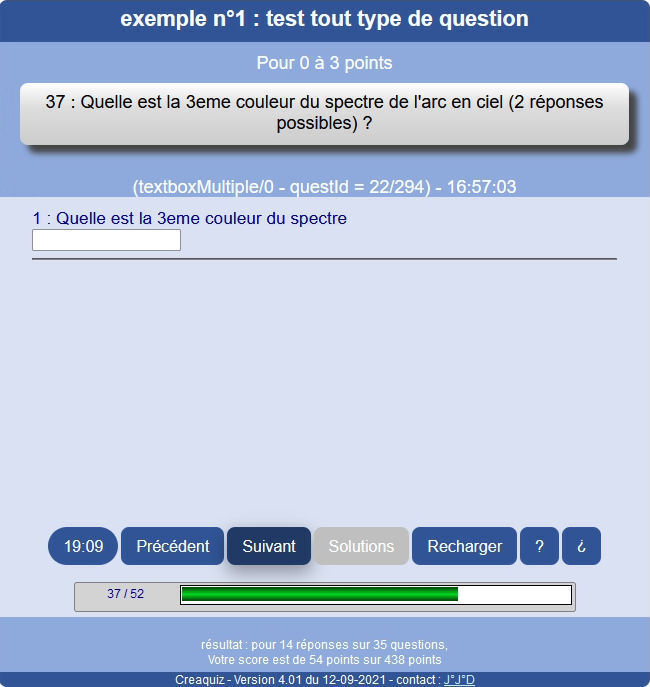 exemple n°1 : test tout type de question
Pour 0 à 3 points
37 : Quelle est la 3eme couleur du spectre de l'arc en ciel (2 réponses
possibles) ?
(textboxMultiple/0 - questId = 22/294) - 16:57:03
1 : Quelle est la 3eme couleur du spectre
19:09 Précédent Suivant Solutions Recharger ? ¿
37 / 52
résultat : pour 14 réponses sur 35 questions,
Votre score est de 54 points sur 438 points
Creaquiz - Version 4.01 du 12-09-2021 - contact : J°J°D